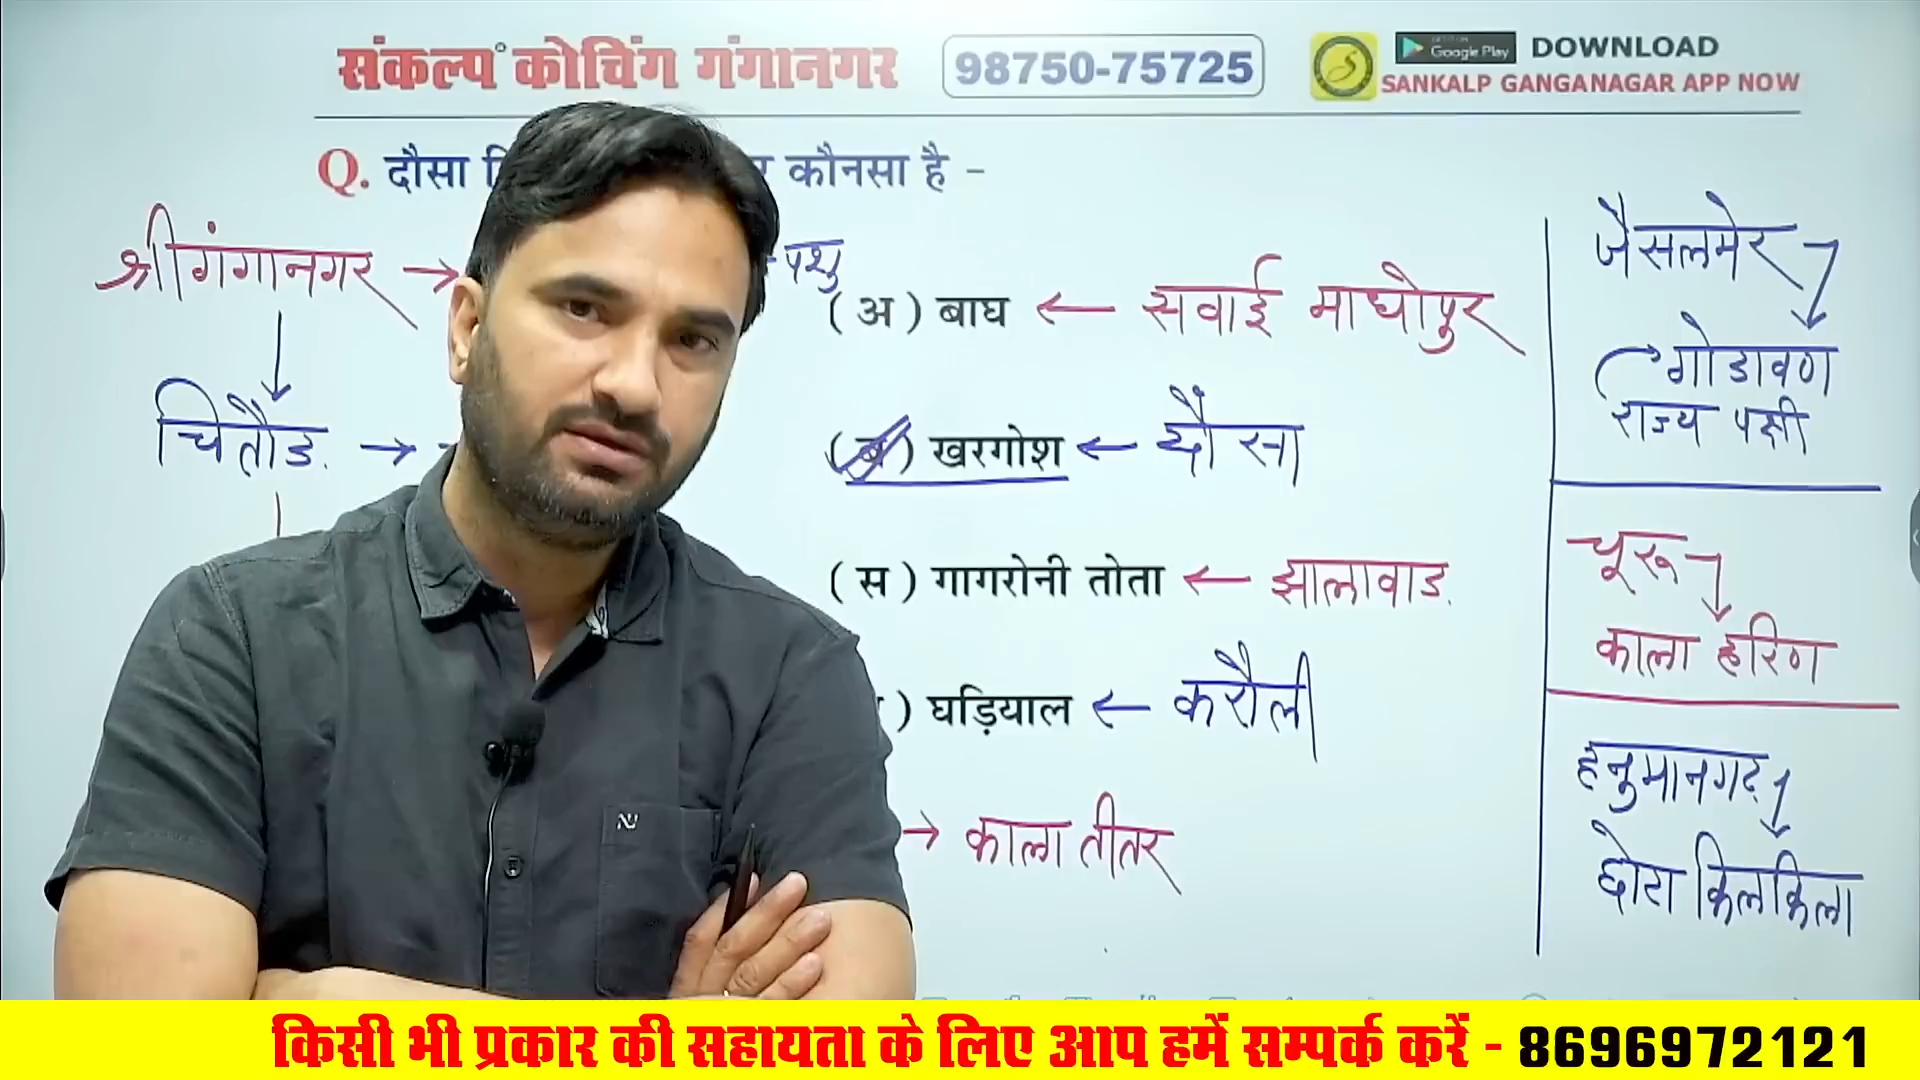 संकल्प कोचिंग गंगानगर
98750-75725
Google Play
DOWNLOAD
SANKALP GANGANAGAR APP NOW
Q. दौसा कौनसा है -
श्रीगंगानगर →
पशु
( अ ) बाघ ← सवाई माधोपुर
चितौड. →
( ब ) खरगोश ← दौसा
( स ) गागरोनी तोता ← झालावाड.
) घड़ियाल ← करौली
→ काला तीतर
जैसलमेर
गोडावण
राज्य पक्षी
चूरू
काला हरिण
हनुमानगढ़
छोटा किलकिला
किसी भी प्रकार की सहायता के लिए आप हमें सम्पर्क करें - 8696972121